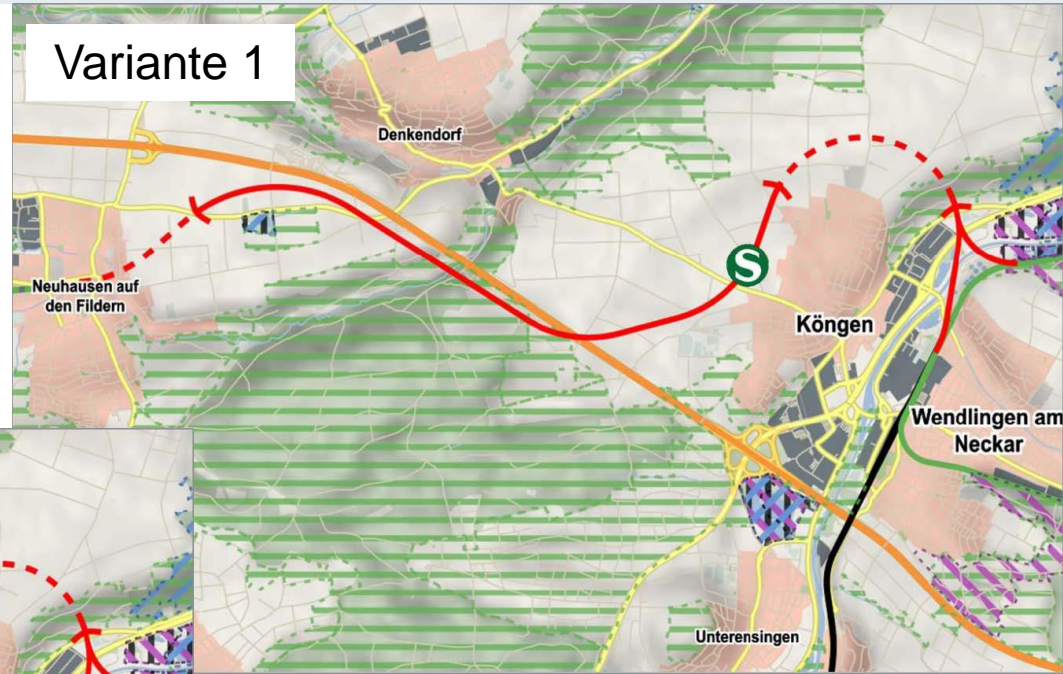 Variante 1
Denkendorf
S
Neuhausen auf
den Fildern
Köngen
Wendlingen am
Neckar
Unterensingen